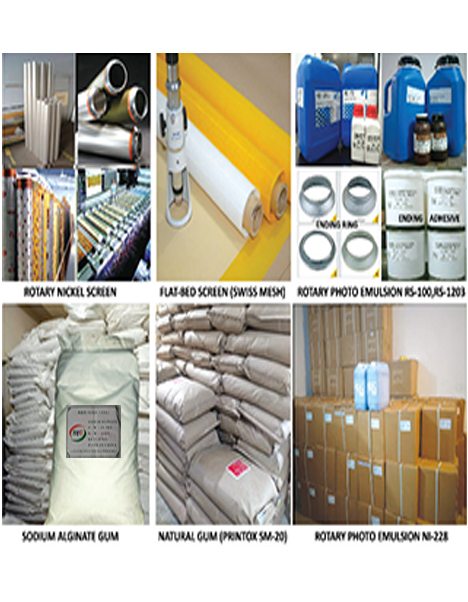 ENDING RING
ENDING
ADHESIVE
ROTARY NICKEL SCREEN
FLAT-BED SCREEN (SWISS MESH)
ROTARY PHOTO EMULSION RS-100,RS-1203
SODIUM ALGINATE GUM
NATURAL GUM (PRINTOX SM-20)
ROTARY PHOTO EMULSION NI-228